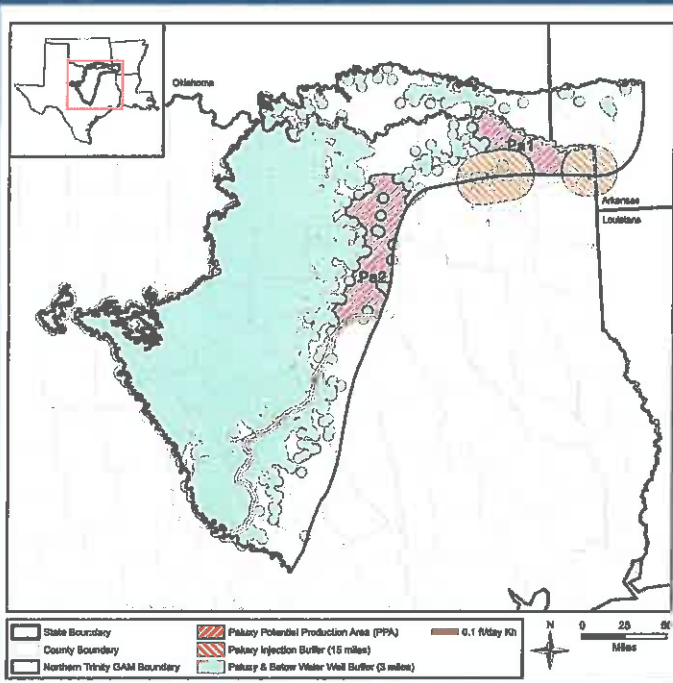 Oklahoma
Pa1
Arkansas
Louisiana
1
Pa2
State Boundary
County Boundary
Northern Trinity GAM Boundary
Paluxy Potential Production Area (PPA)
Paluxy Injection Buffer (15 miles)
Paluxy & Below Water Well Buffer (3 miles)
0.1 ft/day Kh
N
0 25
Miles